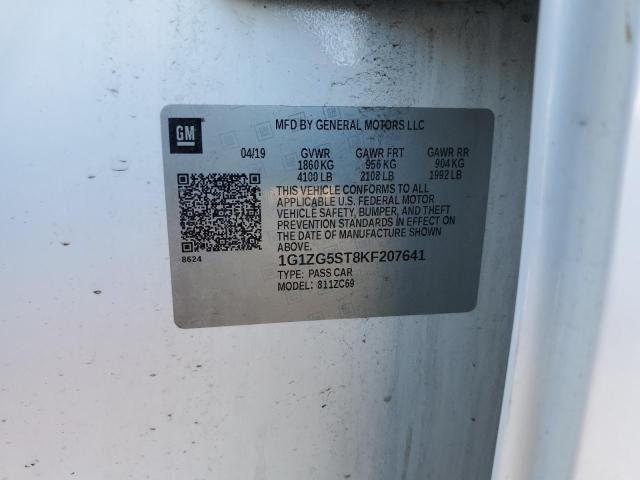 GM
MFD BY GENERAL MOTORS LLC
04/19 GVWR GAWR FRT GAWR RR
1860 KG 956 KG 904 KG
4100 LB 2108 LB 1992 LB
THIS VEHICLE CONFORMS TO ALL
APPLICABLE U.S. FEDERAL MOTOR
VEHICLE SAFETY, BUMPER, AND THEFT
PREVENTION STANDARDS IN EFFECT ON
THE DATE OF MANUFACTURE SHOWN
ABOVE.
8624
1G1ZG5ST8KF207641
TYPE: PASS CAR
MODEL: 811ZC69